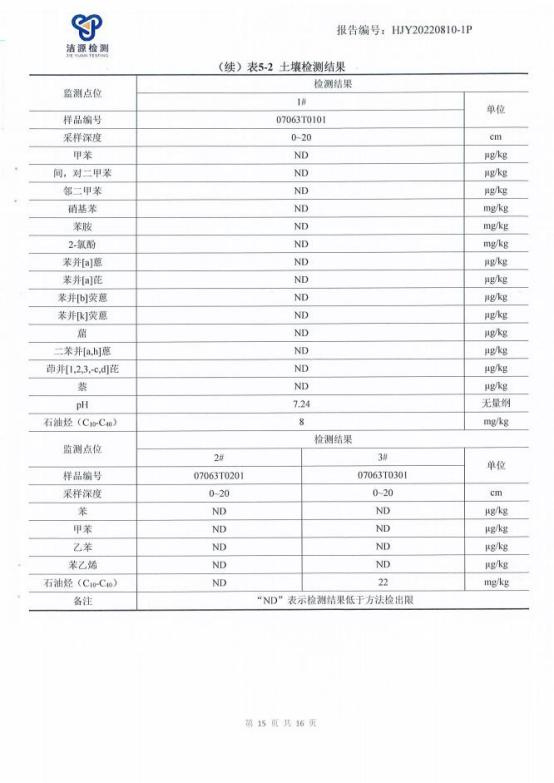 洁源检测
JIE YUAN TESTING
报告编号：HJY20220810-1P
（续）表5-2 土壤检测结果
监测点位 检测结果 单位
1#
样品编号 07063T0101
采样深度 0~20 cm
甲苯 ND μg/kg
间，对二甲苯 ND μg/kg
邻二甲苯 ND μg/kg
硝基苯 ND mg/kg
苯胺 ND mg/kg
2-氯酚 ND mg/kg
苯并[a]蒽 ND μg/kg
苯并[a]芘 ND μg/kg
苯并[b]荧蒽 ND μg/kg
苯并[k]荧蒽 ND μg/kg
䓛 ND μg/kg
二苯并[a,h]蒽 ND μg/kg
茚并[1,2,3,-c,d]芘 ND μg/kg
萘 ND μg/kg
pH 7.24 无量纲
石油烃（C10-C40） 8 mg/kg
监测点位 检测结果 单位
2# 3#
样品编号 07063T0201 07063T0301
采样深度 0~20 0~20 cm
苯 ND ND μg/kg
甲苯 ND ND μg/kg
乙苯 ND ND μg/kg
苯乙烯 ND ND μg/kg
石油烃（C10-C40） ND 22 mg/kg
备注 “ND”表示检测结果低于方法检出限
第 15 页 共 16 页